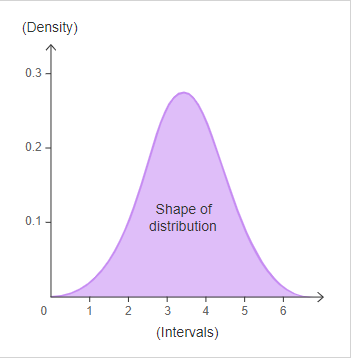 (Density)
0.3
0.2
0.1
Shape of
distribution
0 1 2 3 4 5 6
(Intervals)